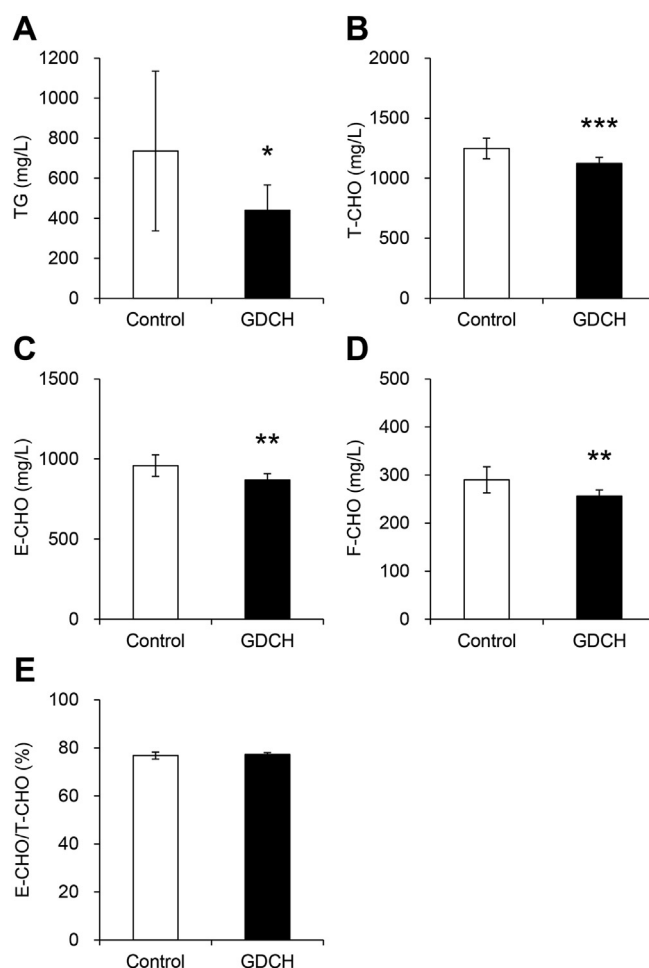 A
TG (mg/L)
1200
1000
800
600
400
200
0
*
Control GDCH
B
T-CHO (mg/L)
2000
1500
1000
500
0
***
Control GDCH
C
E-CHO (mg/L)
1500
1000
500
0
**
Control GDCH
D
F-CHO (mg/L)
500
400
300
200
100
0
**
Control GDCH
E
E-CHO/T-CHO (%)
100
80
60
40
20
0
Control GDCH